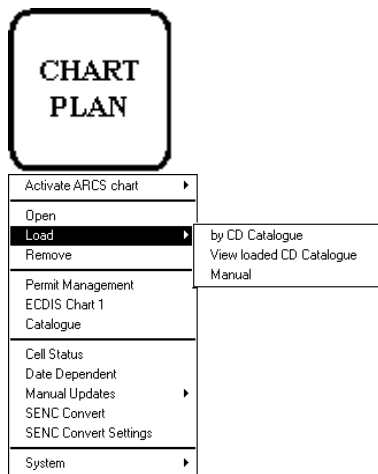 CHART
PLAN
Activate ARCS chart
Open
Load
Remove
Permit Management
ECDIS Chart 1
Catalogue
Cell Status
Date Dependent
Manual Updates
SENC Convert
SENC Convert Settings
System
by CD Catalogue
View loaded CD Catalogue
Manual